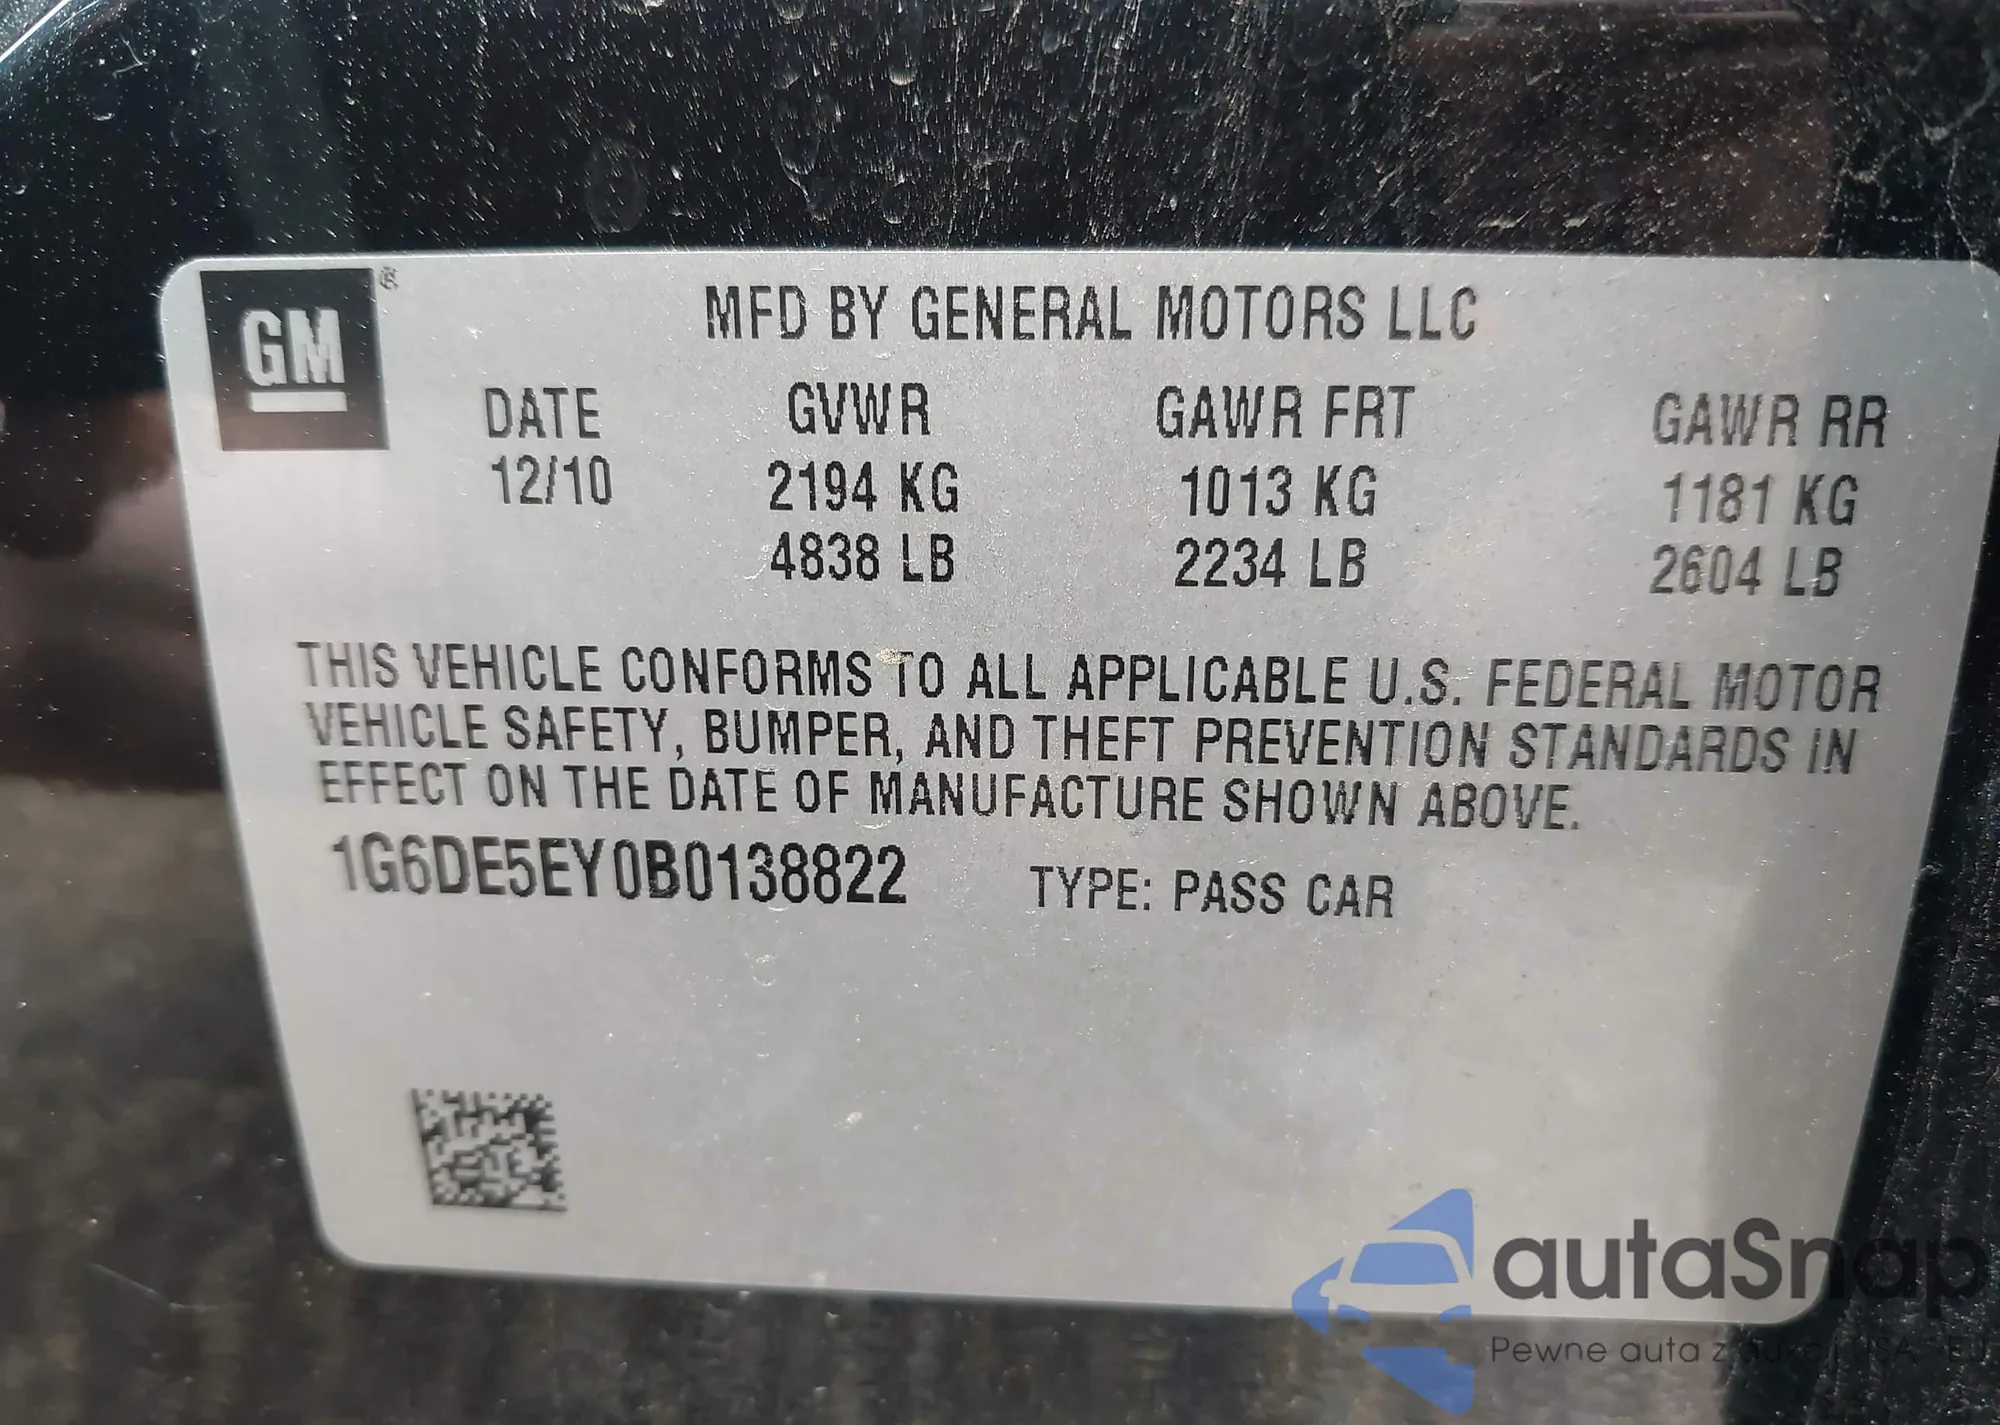 GM ®
MFD BY GENERAL MOTORS LLC
DATE GVWR GAWR FRT GAWR RR
12/10 2194 KG 1013 KG 1181 KG
4838 LB 2234 LB 2604 LB
THIS VEHICLE CONFORMS TO ALL APPLICABLE U.S. FEDERAL MOTOR
VEHICLE SAFETY, BUMPER, AND THEFT PREVENTION STANDARDS IN
EFFECT ON THE DATE OF MANUFACTURE SHOWN ABOVE.
1G6DE5EY0B0138822 TYPE: PASS CAR
autaSnap
Pewne auta z aukcji USA EU